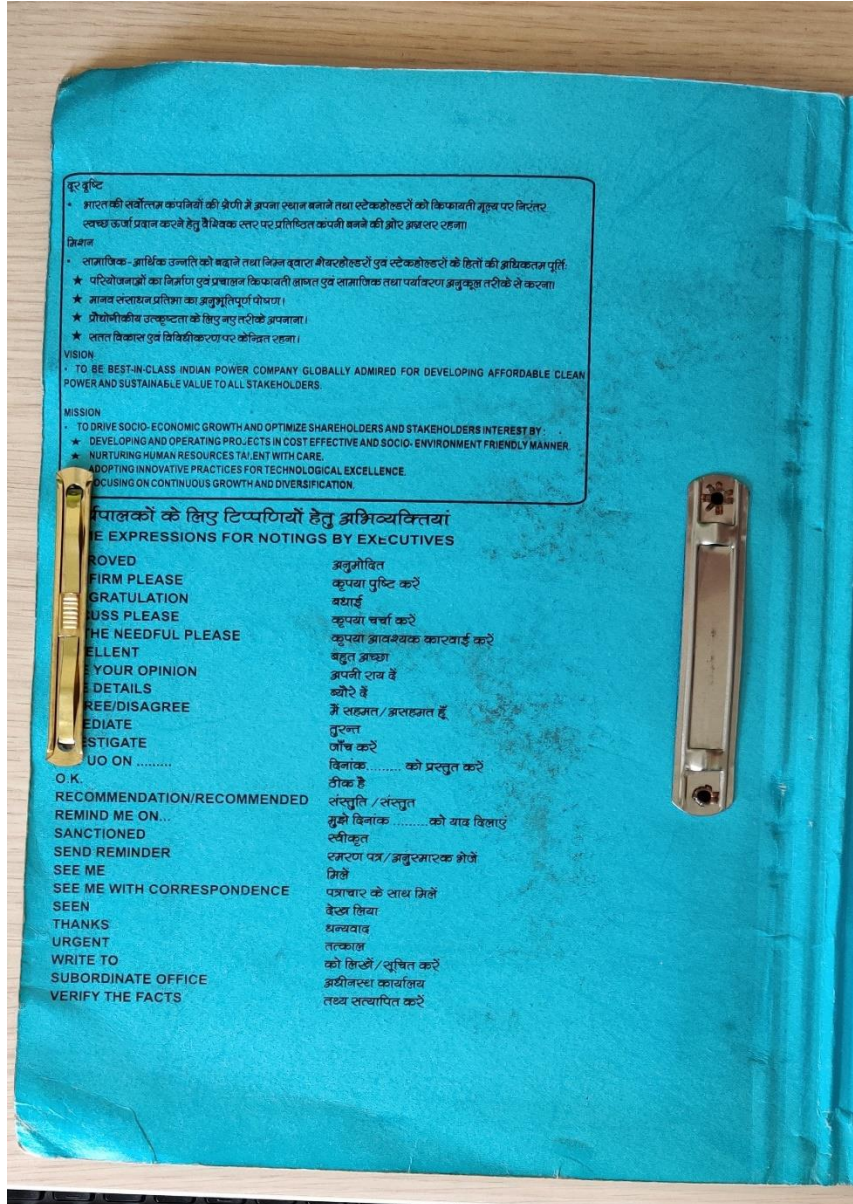 दूर दृष्टि
• भारत की सर्वोत्तम कंपनियों की श्रेणी में अपना स्थान बनाने तथा स्टेकहोल्डरों को किफायती मूल्य पर निरंतर
स्वच्छ ऊर्जा प्रदान करने हेतु वैश्विक स्तर पर प्रतिष्ठित कंपनी बनने की ओर अग्रसर रहना।
मिशन
• सामाजिक-आर्थिक उन्नति को बढ़ाने तथा निम्न द्वारा शेयरहोल्डरों एवं स्टेकहोल्डरों के हितों की अधिकतम पूर्ति:
★ परियोजनाओं का निर्माण एवं प्रचालन किफायती लागत एवं सामाजिक तथा पर्यावरण अनुकूल तरीके से करना।
★ मानव संसाधन प्रतिभा का अनुभूतिपूर्ण पोषण।
★ प्रौद्योगिकीय उत्कृष्टता के लिए नए तरीके अपनाना।
★ सतत विकास एवं विविधीकरण पर केन्द्रित रहना।
VISION
• TO BE BEST-IN-CLASS INDIAN POWER COMPANY GLOBALLY ADMIRED FOR DEVELOPING AFFORDABLE CLEAN
POWER AND SUSTAINABLE VALUE TO ALL STAKEHOLDERS.
MISSION
• TO DRIVE SOCIO-ECONOMIC GROWTH AND OPTIMIZE SHAREHOLDERS AND STAKEHOLDERS INTEREST BY :
★ DEVELOPING AND OPERATING PROJECTS IN COST EFFECTIVE AND SOCIO-ENVIRONMENT FRIENDLY MANNER.
★ NURTURING HUMAN RESOURCES TALENT WITH CARE.
ADOPTING INNOVATIVE PRACTICES FOR TECHNOLOGICAL EXCELLENCE.
OCUSING ON CONTINUOUS GROWTH AND DIVERSIFICATION.
र्यपालकों के लिए टिप्पणियों हेतु अभिव्यक्तियां
E EXPRESSIONS FOR NOTINGS BY EXECUTIVES
ROVED अनुमोदित
FIRM PLEASE कृपया पुष्टि करें
GRATULATION बधाई
USS PLEASE कृपया चर्चा करें
THE NEEDFUL PLEASE कृपया आवश्यक कारवाई करें
ELLENT बहुत अच्छा
YOUR OPINION अपनी राय दें
DETAILS ब्यौरे दें
REE/DISAGREE मैं सहमत/असहमत हूँ
EDIATE तुरन्त
ESTIGATE जाँच करें
UO ON ......... दिनांक......... को प्रस्तुत करें
O.K. ठीक है
RECOMMENDATION/RECOMMENDED संस्तुति /संस्तुत
REMIND ME ON... मुझे दिनांक .........को याद दिलाएं
SANCTIONED स्वीकृत
SEND REMINDER स्मरण पत्र/अनुस्मारक भेजें
SEE ME मिलें
SEE ME WITH CORRESPONDENCE पत्राचार के साथ मिलें
SEEN देख लिया
THANKS धन्यवाद
URGENT तत्काल
WRITE TO को लिखें/सूचित करें
SUBORDINATE OFFICE अधीनस्थ कार्यालय
VERIFY THE FACTS तथ्य सत्यापित करें